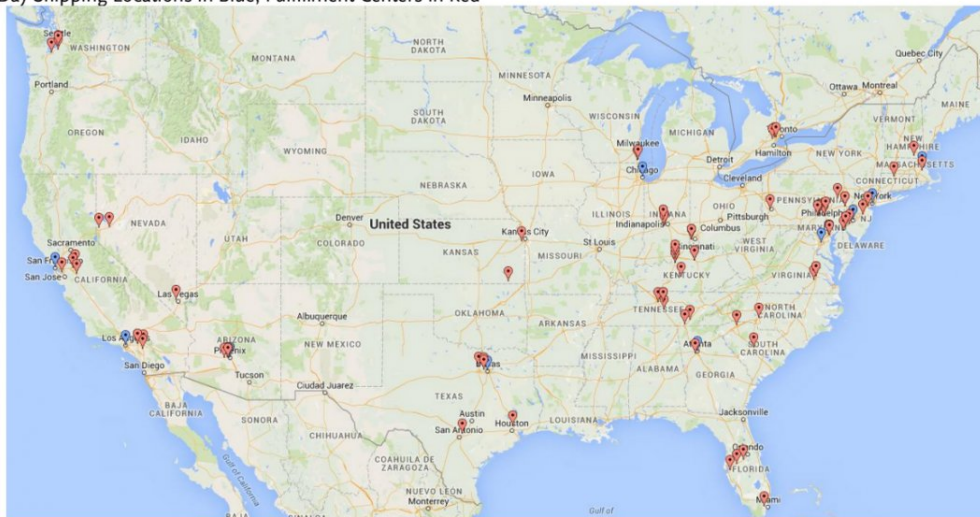 Day Shipping Locations in Blue, Fulfillment Centers in Red
Quebec City
WASHINGTON
NORTH
DAKOTA
MONTANA
MINNESOTA
Ottawa
Montreal
MAINE
Portland
Minneapolis
SOUTH
DAKOTA
WISCONSIN
VERMONT
OREGON
IDAHO
MICHIGAN
NEW
HAMPSHIRE
WYOMING
Milwaukee
Hamilton
NEW YORK
MASSACHUSETTS
Detroit
Chicago
IOWA
Cleveland
CONNECTICUT
NEBRASKA
PENNSYLVANIA
New York
NEVADA
Denver
United States
ILLINOIS
INDIANA
OHIO
Pittsburgh
Philadelphia
Indianapolis
Columbus
NJ
Sacramento
UTAH
COLORADO
Kansas City
KANSAS
St Louis
MISSOURI
Cincinnati
WEST
VIRGINIA
DELAWARE
San Jose
CALIFORNIA
KENTUCKY
VIRGINIA
Las Vegas
OKLAHOMA
TENNESSEE
NORTH
CAROLINA
Albuquerque
ARKANSAS
ARIZONA
Phoenix
NEW MEXICO
Atlanta
SOUTH
CAROLINA
San Diego
MISSISSIPPI
Dallas
Tucson
ALABAMA
GEORGIA
Ciudad Juarez
TEXAS
BAJA
CALIFORNIA
SONORA
Austin
Houston
LOUISIANA
Jacksonville
San Antonio
CHIHUAHUA
Orlando
COAHUILA DE
ZARAGOZA
FLORIDA
Gulf of California
NUEVO LEON
Miami
Monterrey
Gulf of